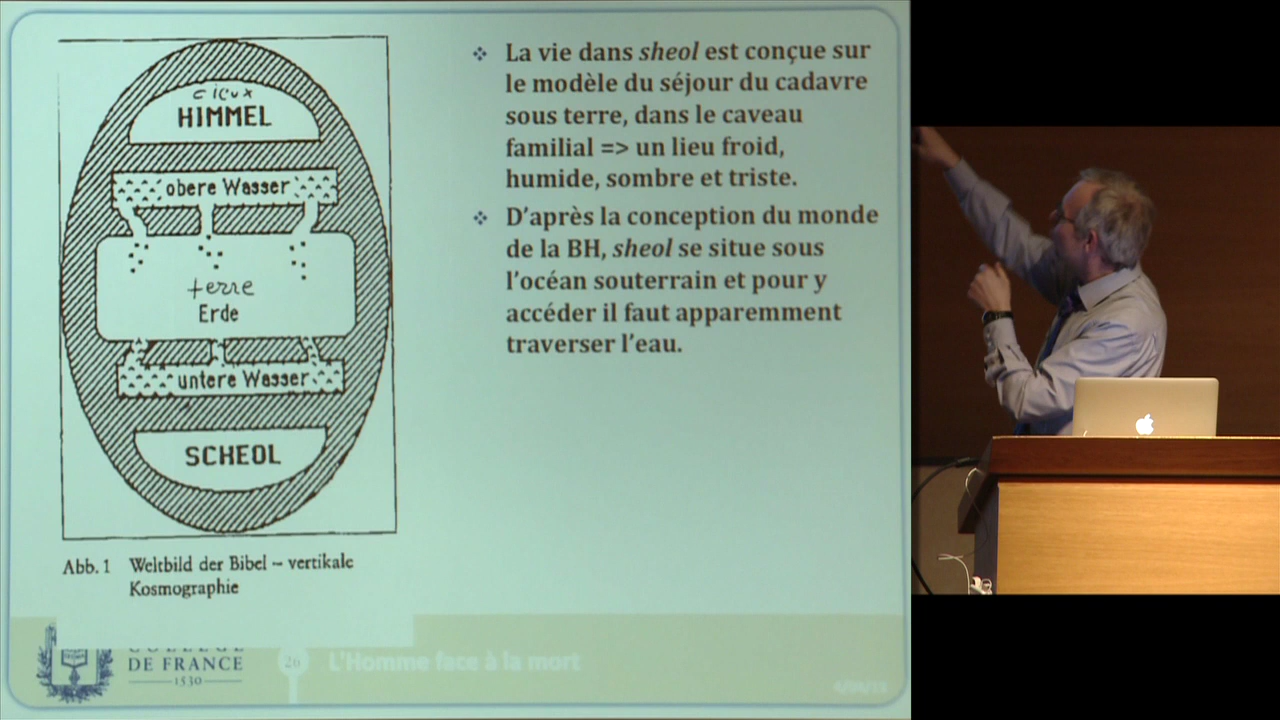 cieux
HIMMEL
obere Wasser
terre
Erde
untere Wasser
SCHEOL
Abb. 1 Weltbild der Bibel – vertikale
Kosmographie
❖ La vie dans sheol est conçue sur
le modèle du séjour du cadavre
sous terre, dans le caveau
familial => un lieu froid,
humide, sombre et triste.
❖ D'après la conception du monde
de la BH, sheol se situe sous
l'océan souterrain et pour y
accéder il faut apparemment
traverser l'eau.
DE FRANCE
1530
26
L'Homme face à la mort